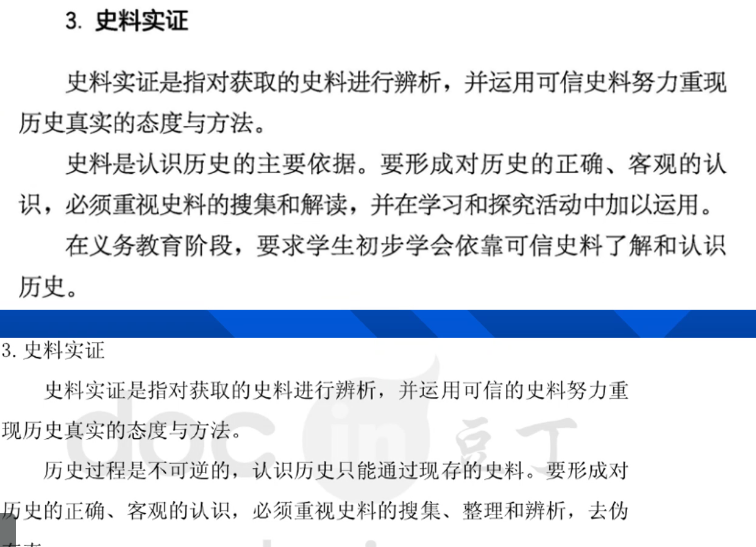 3. 史料实证
史料实证是指对获取的史料进行辨析，并运用可信史料努力重现
历史真实的态度与方法。
史料是认识历史的主要依据。要形成对历史的正确、客观的认
识，必须重视史料的搜集和解读，并在学习和探究活动中加以运用。
在义务教育阶段，要求学生初步学会依靠可信史料了解和认识
历史。
3. 史料实证
史料实证是指对获取的史料进行辨析，并运用可信的史料努力重
现历史真实的态度与方法。
历史过程是不可逆的，认识历史只能通过现存的史料。要形成对
历史的正确、客观的认识，必须重视史料的搜集、整理和辨析，去伪
docin 豆丁